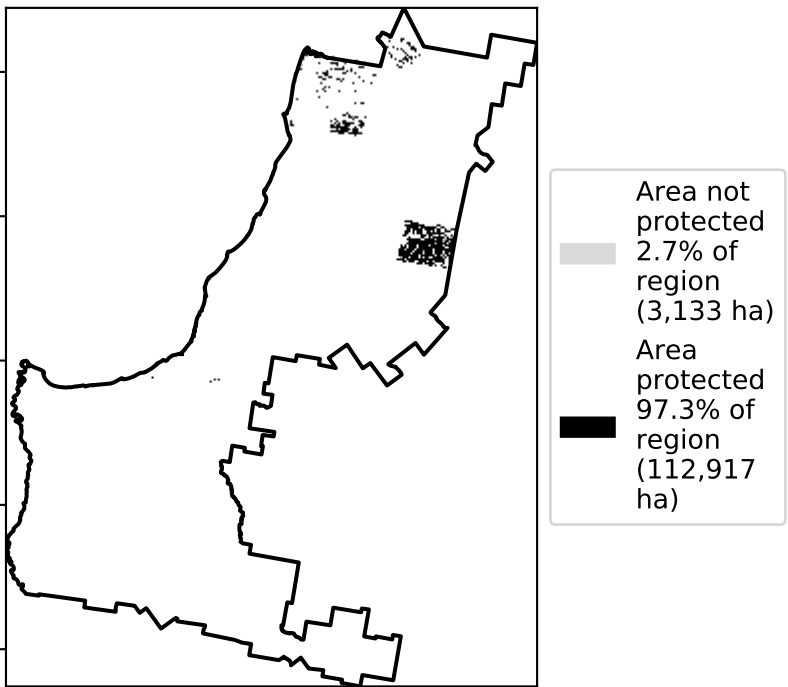 Area not
protected
2.7% of
region
(3,133 ha)
Area
protected
97.3% of
region
(112,917
ha)